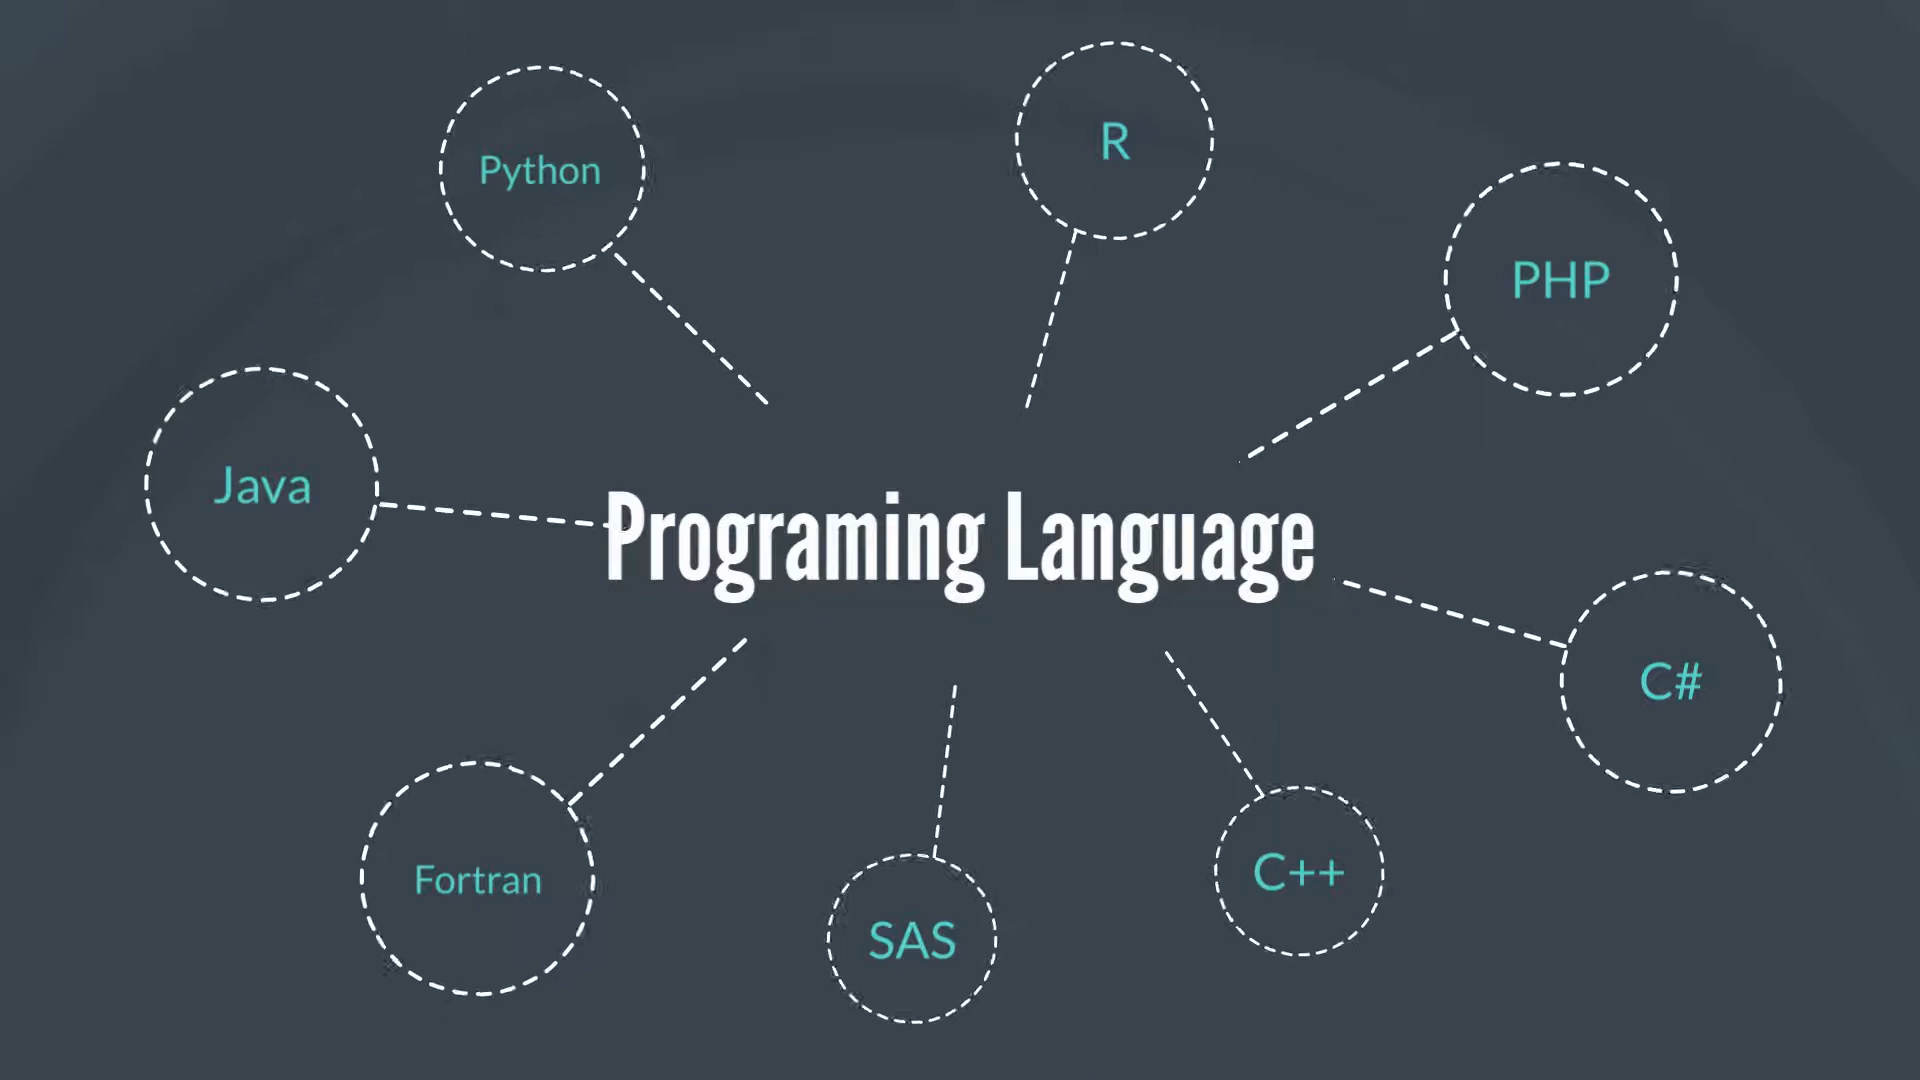 Python
R
PHP
Java
Programing Language
C#
Fortran
SAS
C++